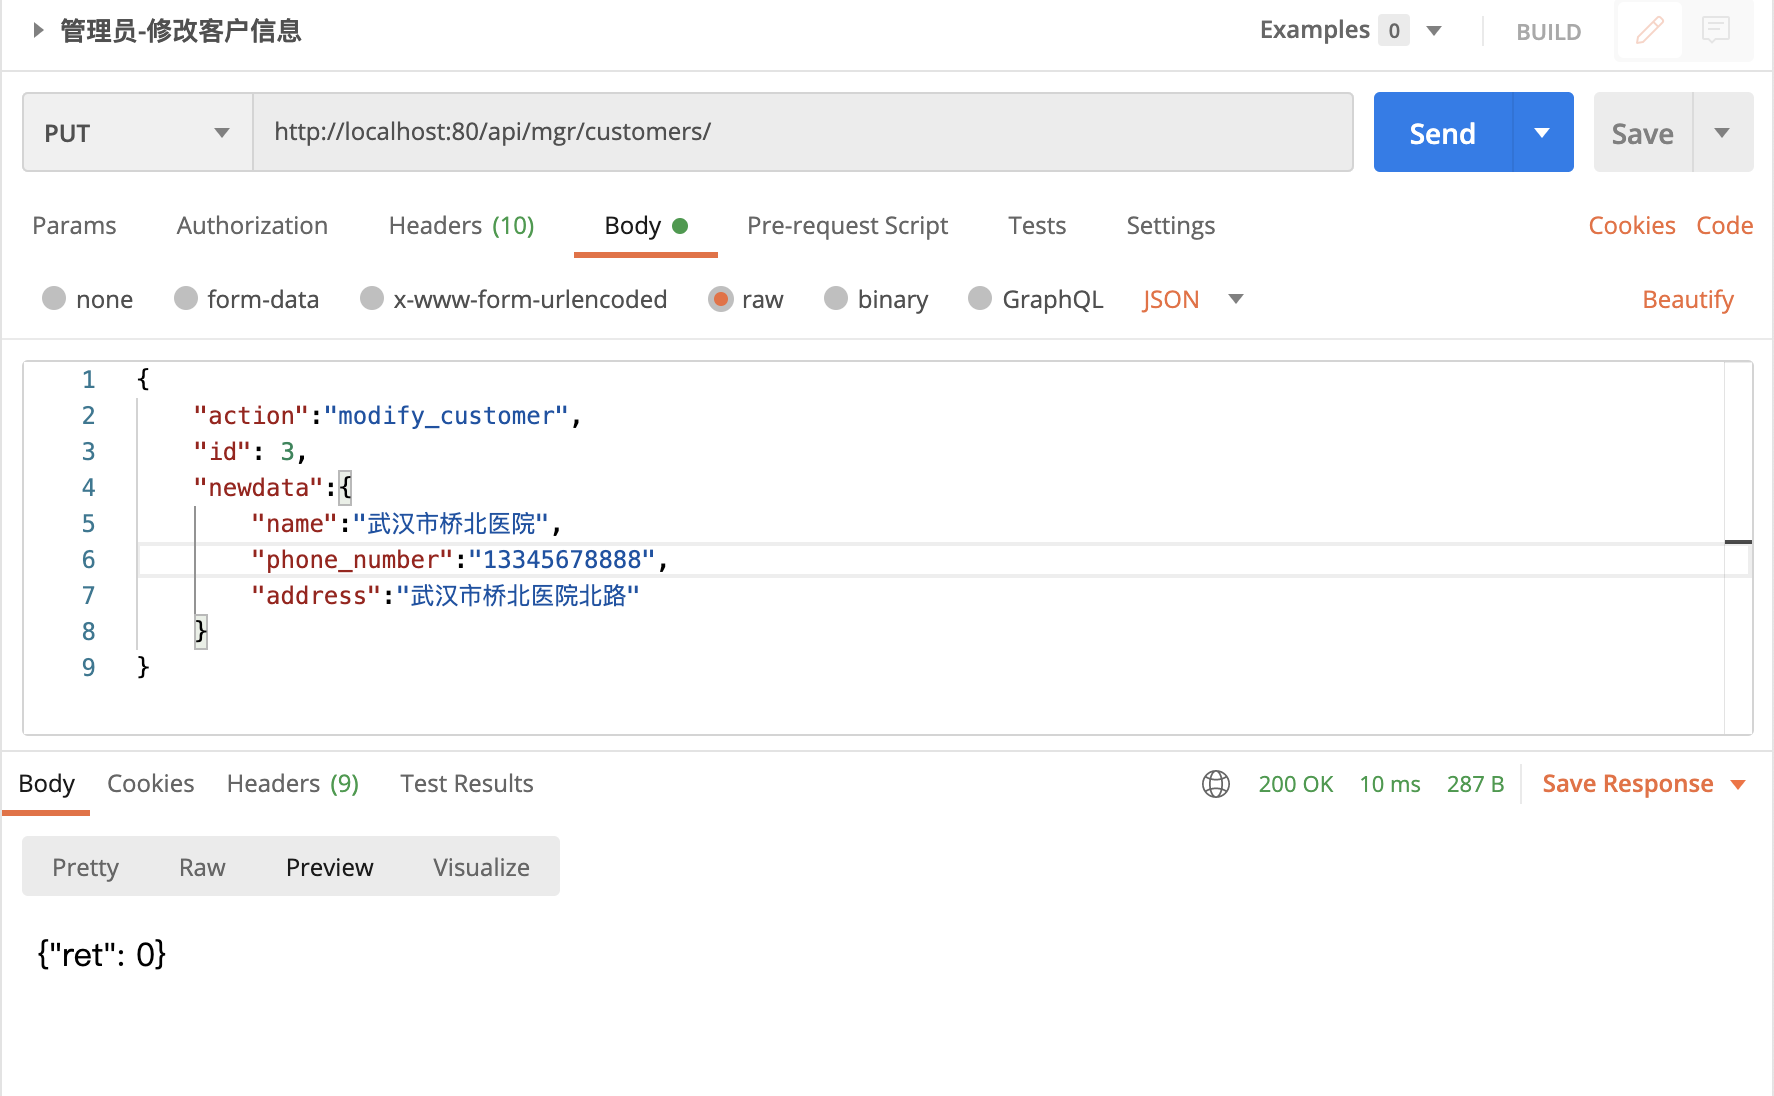 管理员-修改客户信息 Examples 0 BUILD
PUT http://localhost:80/api/mgr/customers/ Send Save
Params Authorization Headers (10) Body Pre-request Script Tests Settings Cookies Code
none form-data x-www-form-urlencoded raw binary GraphQL JSON Beautify
1 {
2 "action":"modify_customer",
3 "id": 3,
4 "newdata":{
5 "name":"武汉市桥北医院",
6 "phone_number":"13345678888",
7 "address":"武汉市桥北医院北路"
8 }
9 }
Body Cookies Headers (9) Test Results 200 OK 10 ms 287 B Save Response
Pretty Raw Preview Visualize
{"ret": 0}